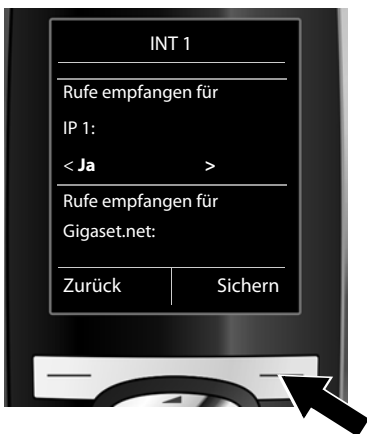 INT 1
Rufe empfangen für
IP 1:
< Ja >
Rufe empfangen für
Gigaset.net:
Zurück Sichern